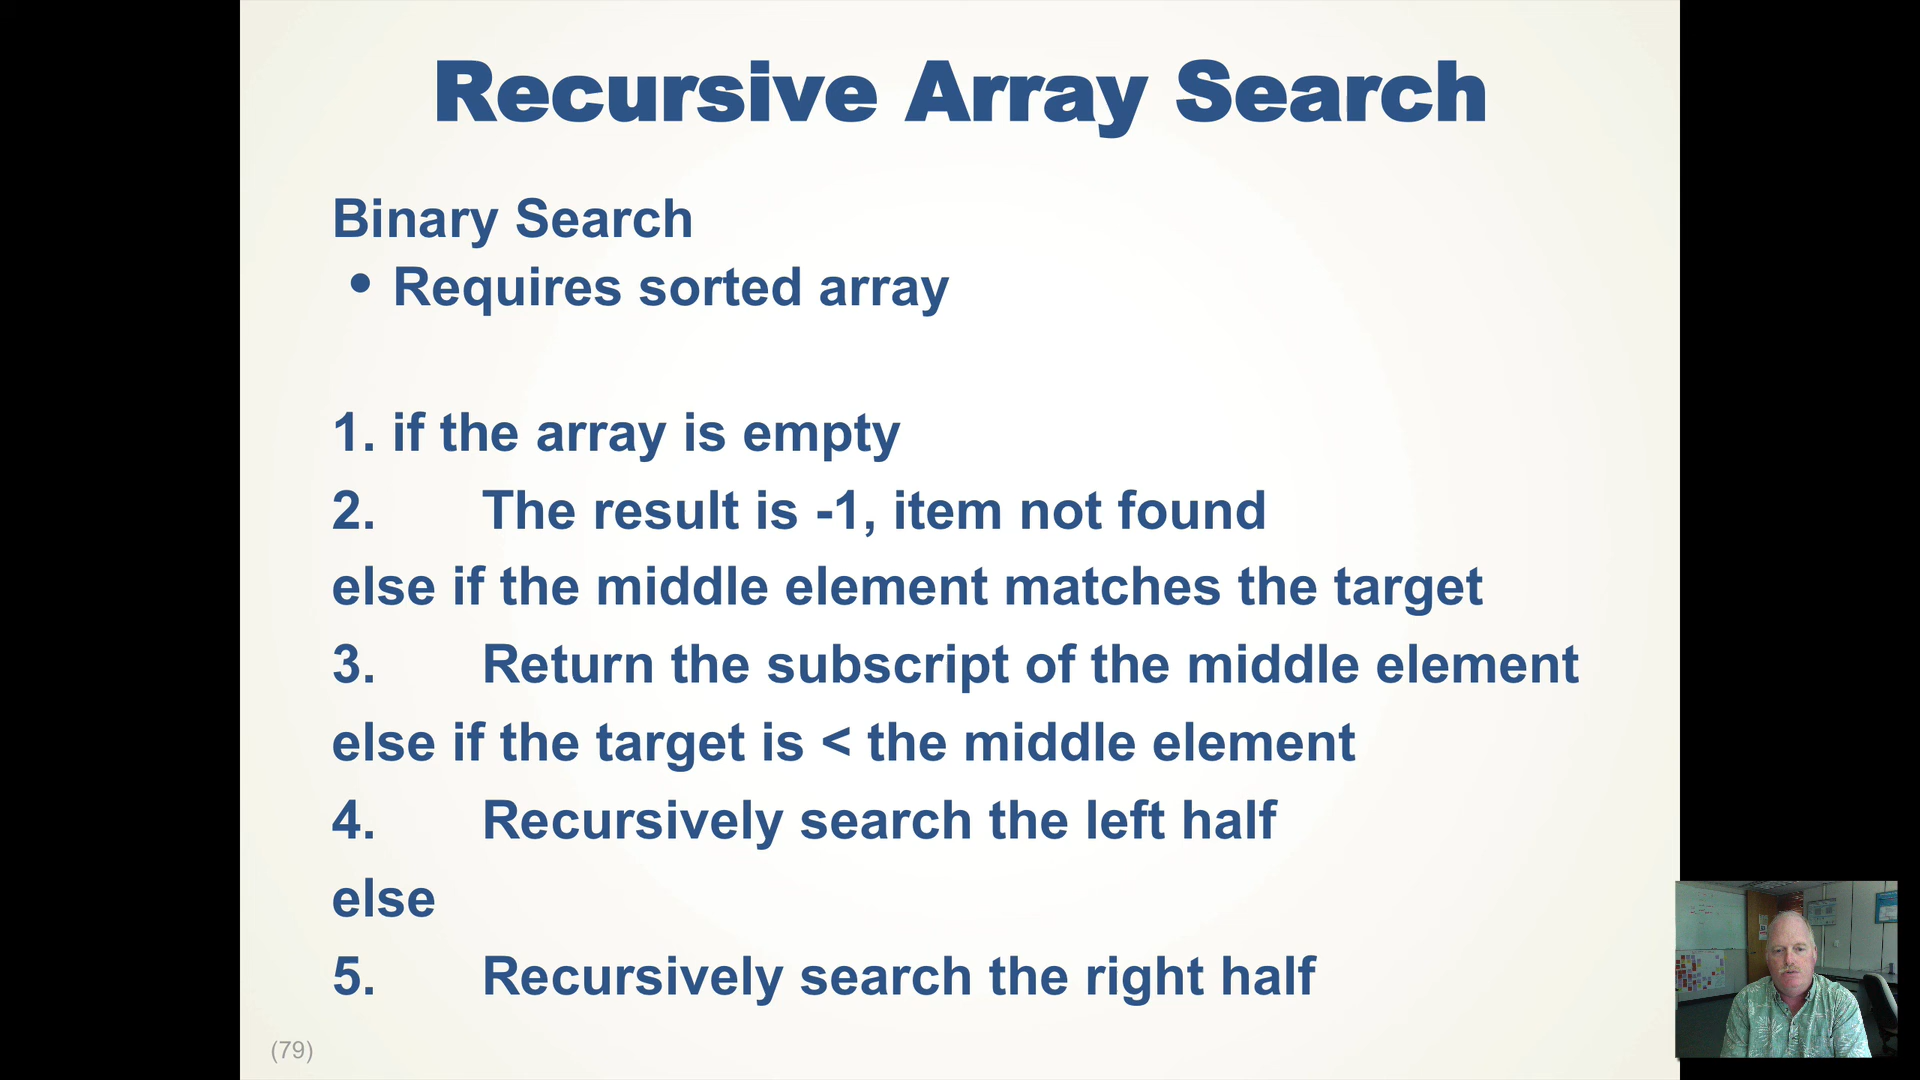 Recursive Array Search
Binary Search
• Requires sorted array
1. if the array is empty
2. The result is -1, item not found
else if the middle element matches the target
3. Return the subscript of the middle element
else if the target is < the middle element
4. Recursively search the left half
else
5. Recursively search the right half
(79)